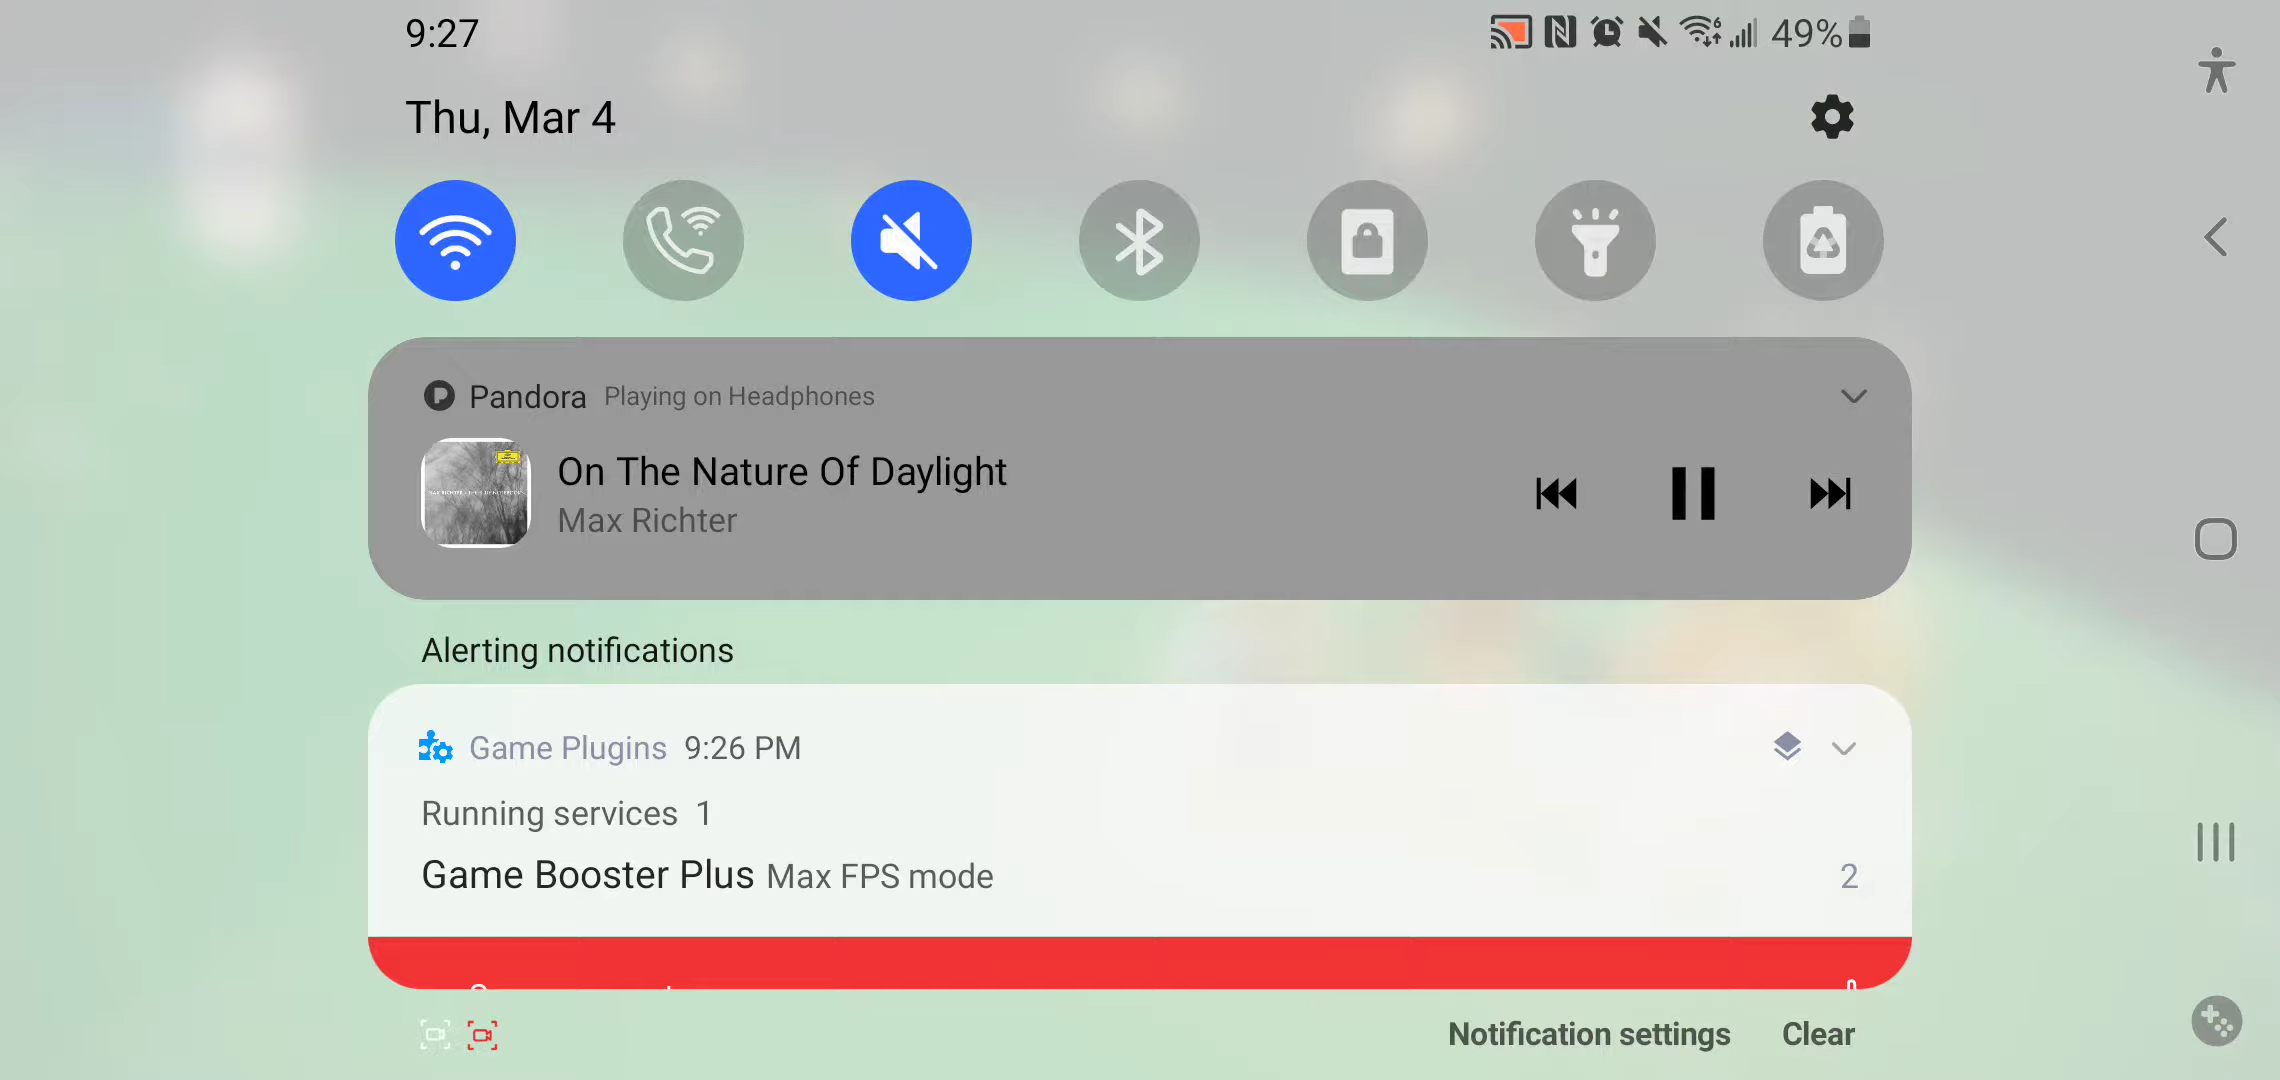 9:27
49%
Thu, Mar 4
Pandora Playing on Headphones
On The Nature Of Daylight
Max Richter
Alerting notifications
Game Plugins 9:26 PM
Running services 1
Game Booster Plus Max FPS mode
2
Notification settings
Clear